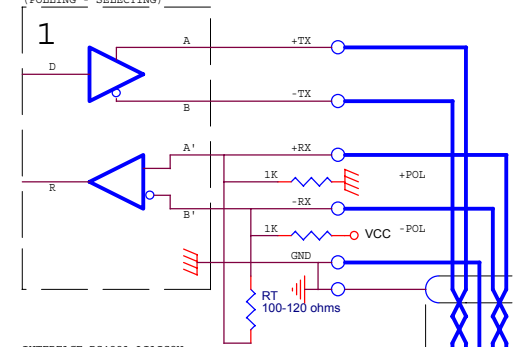 (POLLING - SELECTING)
1
A +TX
D
B -TX
A' +RX
1K +POL
R
B' -RX
1K VCC -POL
GND
RT
100-120 ohms